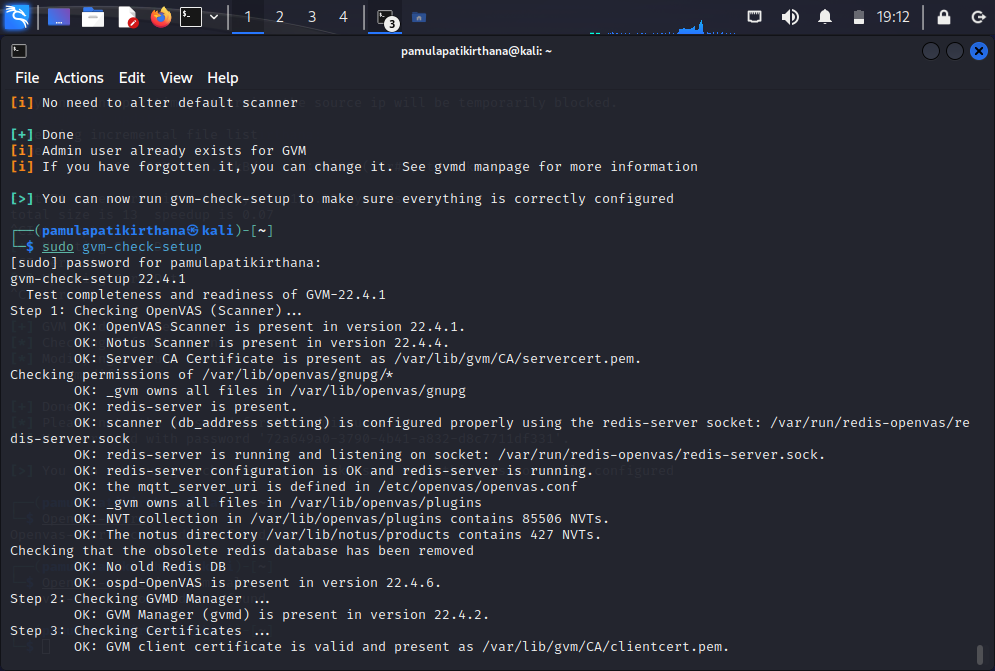 1 2 3 4 3 19:12
pamulapatikirthana@kali: ~
File Actions Edit View Help
[i] No need to alter default scanner
[+] Done
[i] Admin user already exists for GVM
[i] If you have forgotten it, you can change it. See gvmd manpage for more information
[>] You can now run gvm-check-setup to make sure everything is correctly configured
┌──(pamulapatikirthana㉿kali)-[~]
└─$ sudo gvm-check-setup
[sudo] password for pamulapatikirthana:
gvm-check-setup 22.4.1
  Test completeness and readiness of GVM-22.4.1
Step 1: Checking OpenVAS (Scanner)...
        OK: OpenVAS Scanner is present in version 22.4.1.
        OK: Notus Scanner is present in version 22.4.4.
        OK: Server CA Certificate is present as /var/lib/gvm/CA/servercert.pem.
Checking permissions of /var/lib/openvas/gnupg/*
        OK: _gvm owns all files in /var/lib/openvas/gnupg
        OK: redis-server is present.
        OK: scanner (db_address setting) is configured properly using the redis-server socket: /var/run/redis-openvas/re
dis-server.sock
        OK: redis-server is running and listening on socket: /var/run/redis-openvas/redis-server.sock.
        OK: redis-server configuration is OK and redis-server is running.
        OK: the mqtt_server_uri is defined in /etc/openvas/openvas.conf
        OK: _gvm owns all files in /var/lib/openvas/plugins
        OK: NVT collection in /var/lib/openvas/plugins contains 85506 NVTs.
        OK: The notus directory /var/lib/notus/products contains 427 NVTs.
Checking that the obsolete redis database has been removed
        OK: No old Redis DB
        OK: ospd-OpenVAS is present in version 22.4.6.
Step 2: Checking GVMD Manager ...
        OK: GVM Manager (gvmd) is present in version 22.4.2.
Step 3: Checking Certificates ...
        OK: GVM client certificate is valid and present as /var/lib/gvm/CA/clientcert.pem.